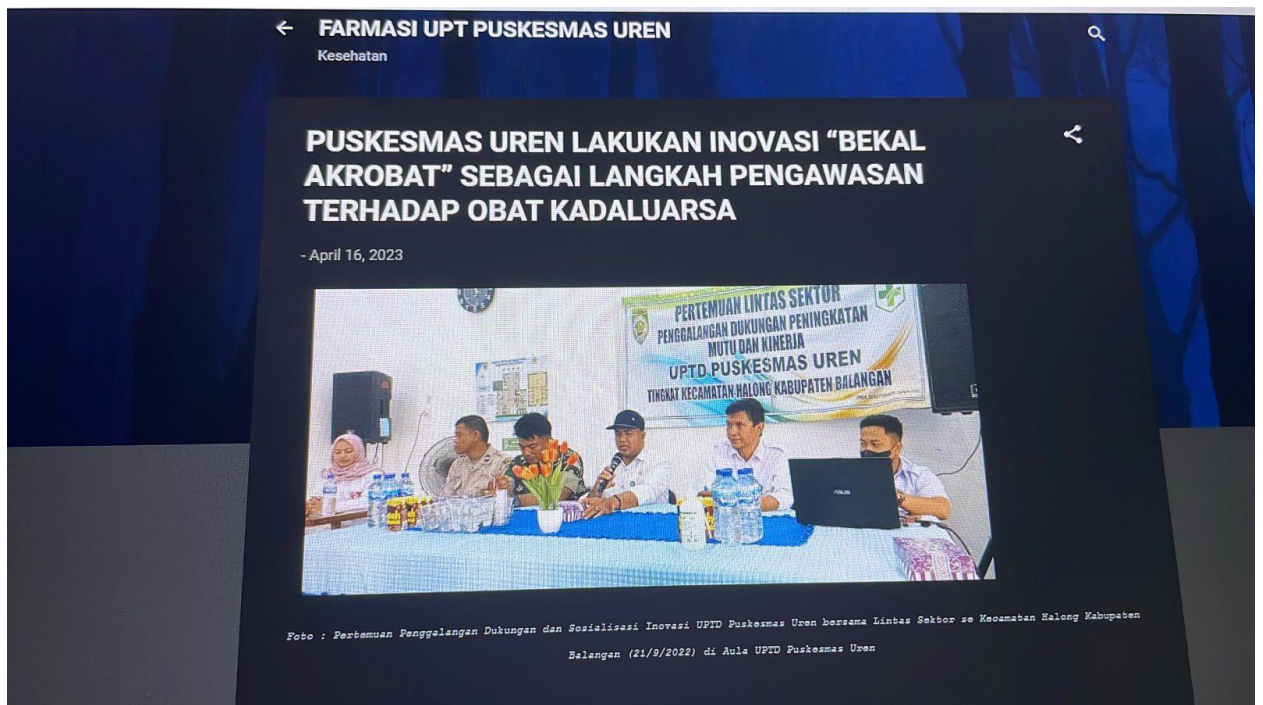 FARMASI UPT PUSKESMAS UREN
Kesehatan
PUSKESMAS UREN LAKUKAN INOVASI “BEKAL
AKROBAT” SEBAGAI LANGKAH PENGAWASAN
TERHADAP OBAT KADALUARSA
- April 16, 2023
PERTEMUAN LINTAS SEKTOR
PENGGALANGAN DUKUNGAN PENINGKATAN
MUTU DAN KINERJA
UPTD PUSKESMAS UREN
TINGKAT KECAMATAN HALONG KABUPATEN BALANGAN
ASUS
Foto : Pertemuan Penggalangan Dukungan dan Sosialisasi Inovasi UPTD Puskesmas Uren bersama Lintas Sektor se Kecamatan Halong Kabupaten
Balangan (21/9/2022) di Aula UPTD Puskesmas Uren